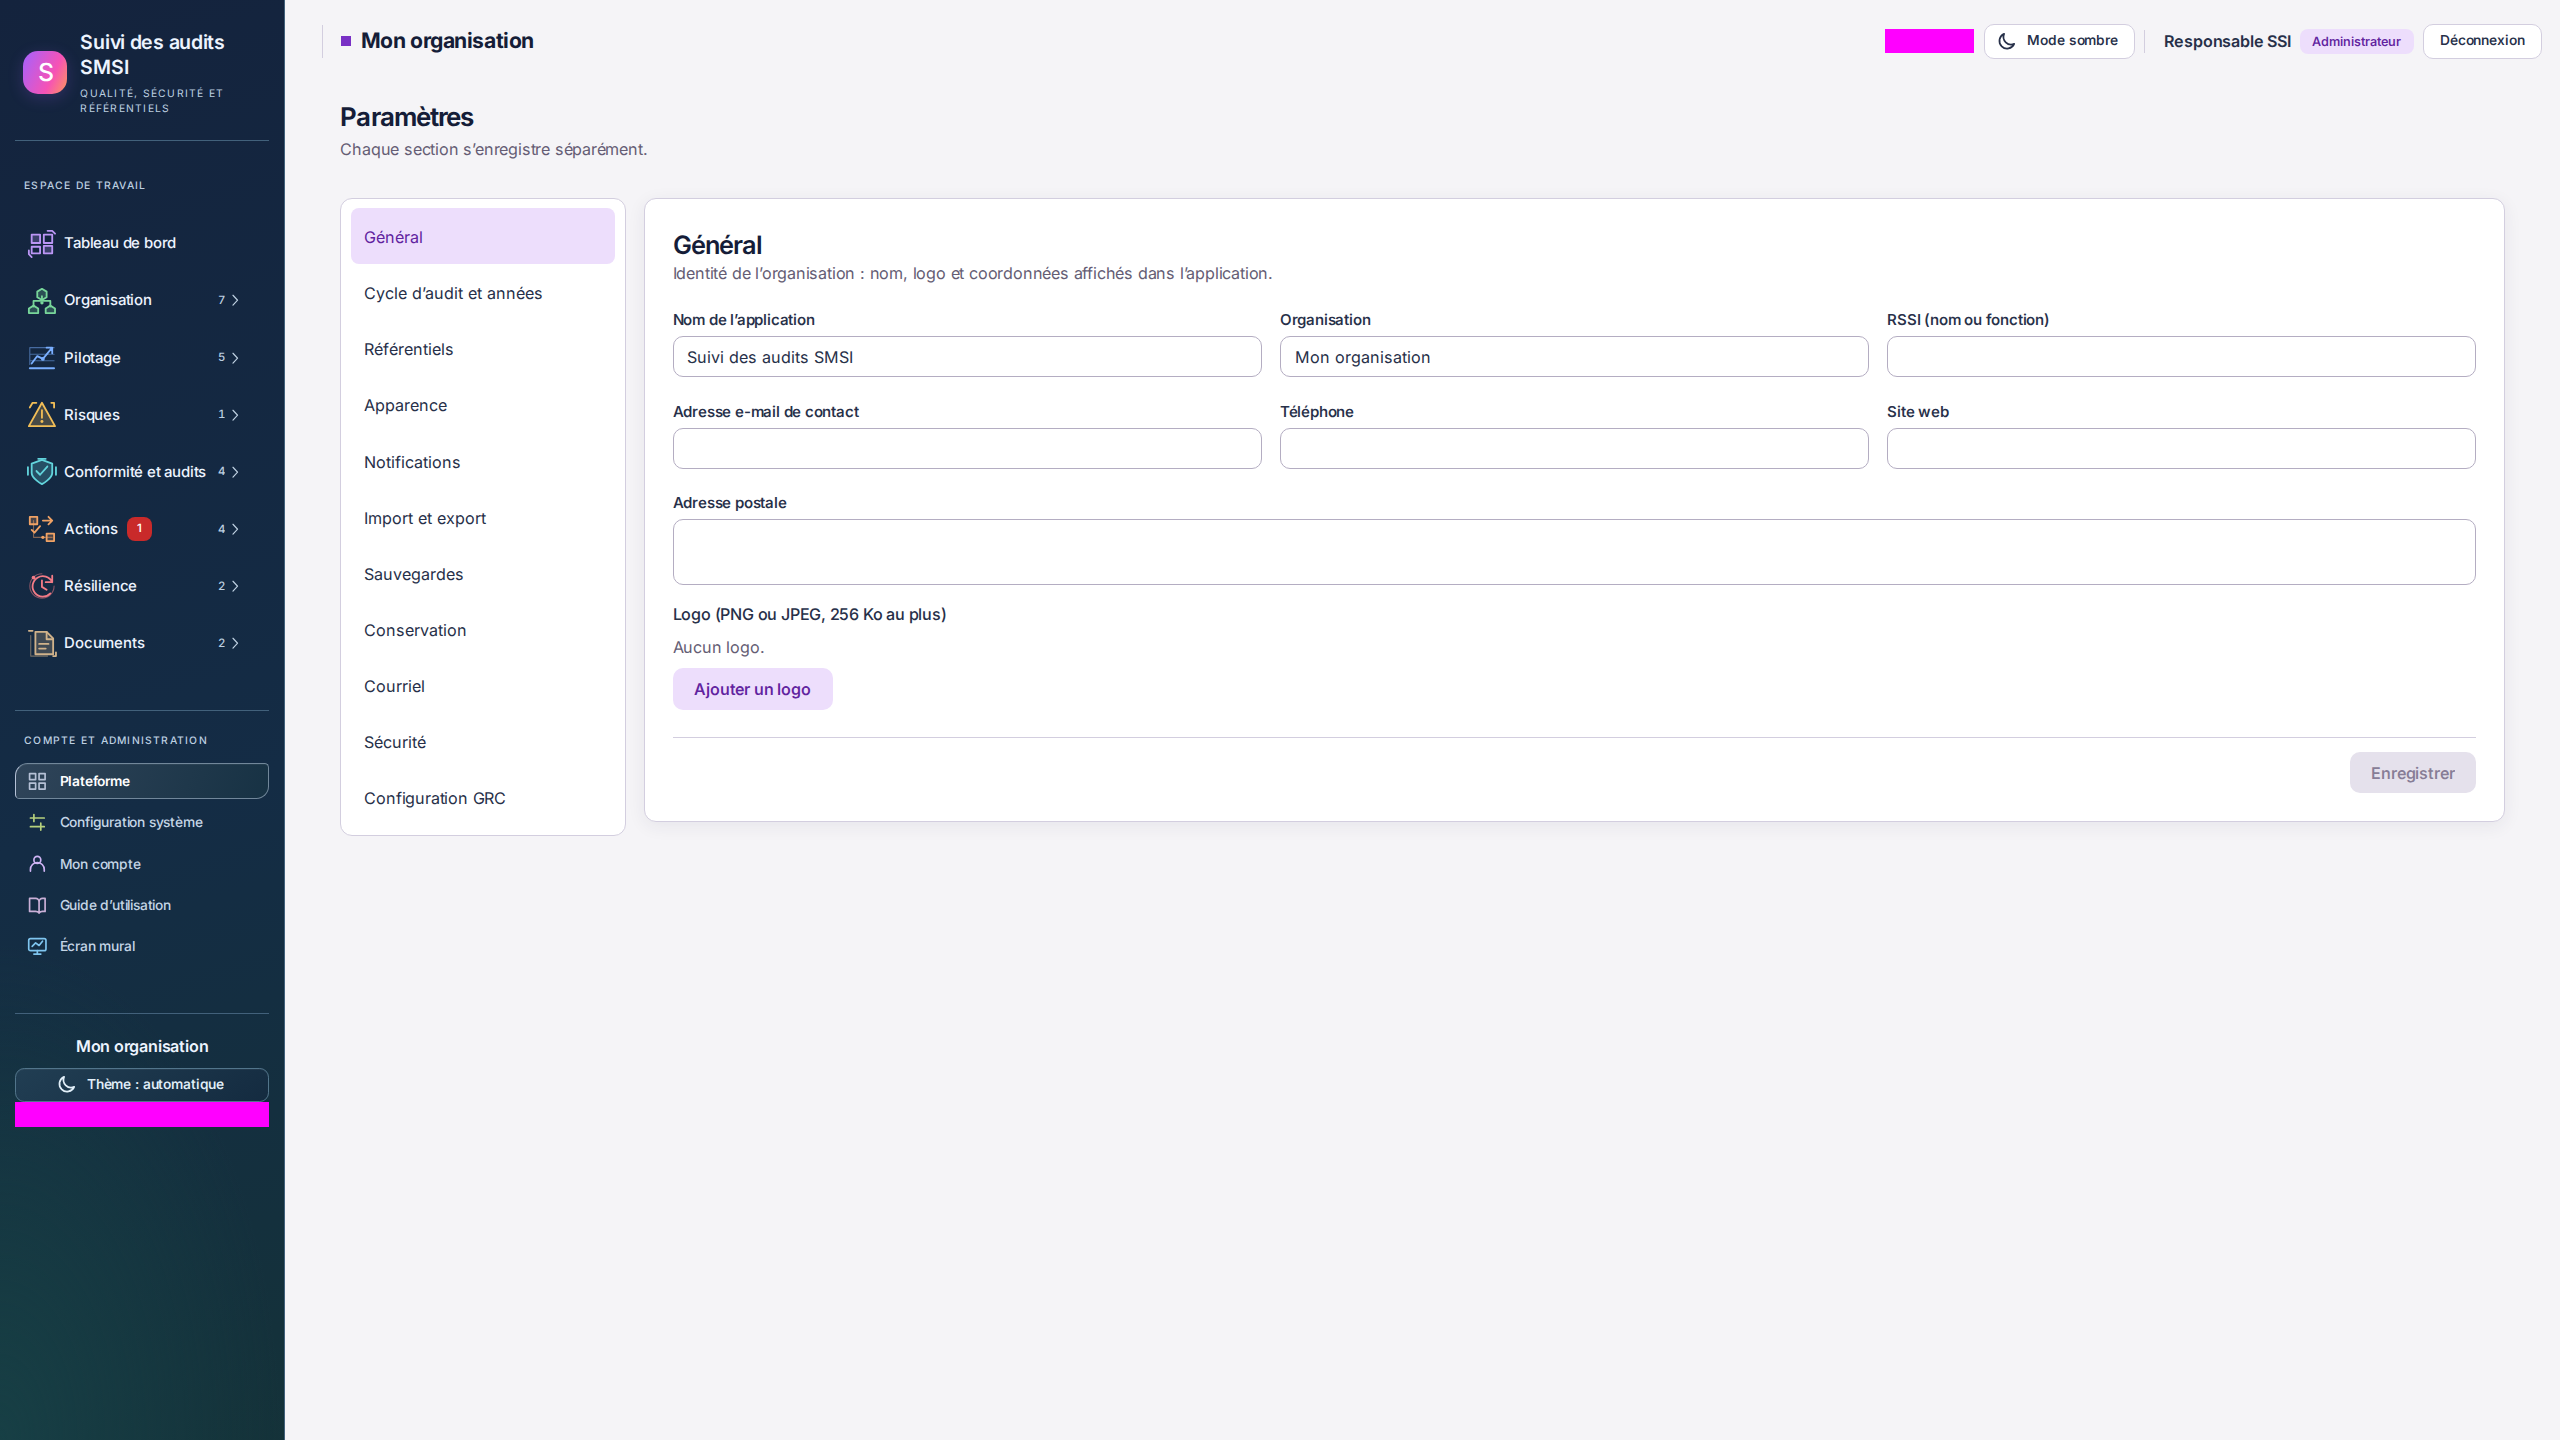 Suivi des audits
SMSI
QUALITÉ, SÉCURITÉ ET
RÉFÉRENTIELS
S
ESPACE DE TRAVAIL
Tableau de bord
Organisation 7
Pilotage 5
Risques 1
Conformité et audits 4
Actions 1 4
Résilience 2
Documents 2
COMPTE ET ADMINISTRATION
Plateforme
Configuration système
Mon compte
Guide d’utilisation
Écran mural
Mon organisation
Thème : automatique
Mon organisation
Mode sombre
Responsable SSI
Administrateur
Déconnexion
Paramètres
Chaque section s’enregistre séparément.
Général
Cycle d’audit et années
Référentiels
Apparence
Notifications
Import et export
Sauvegardes
Conservation
Courriel
Sécurité
Configuration GRC
Général
Identité de l’organisation : nom, logo et coordonnées affichés dans l’application.
Nom de l’application
Suivi des audits SMSI
Organisation
Mon organisation
RSSI (nom ou fonction)
Adresse e-mail de contact
Téléphone
Site web
Adresse postale
Logo (PNG ou JPEG, 256 Ko au plus)
Aucun logo.
Ajouter un logo
Enregistrer